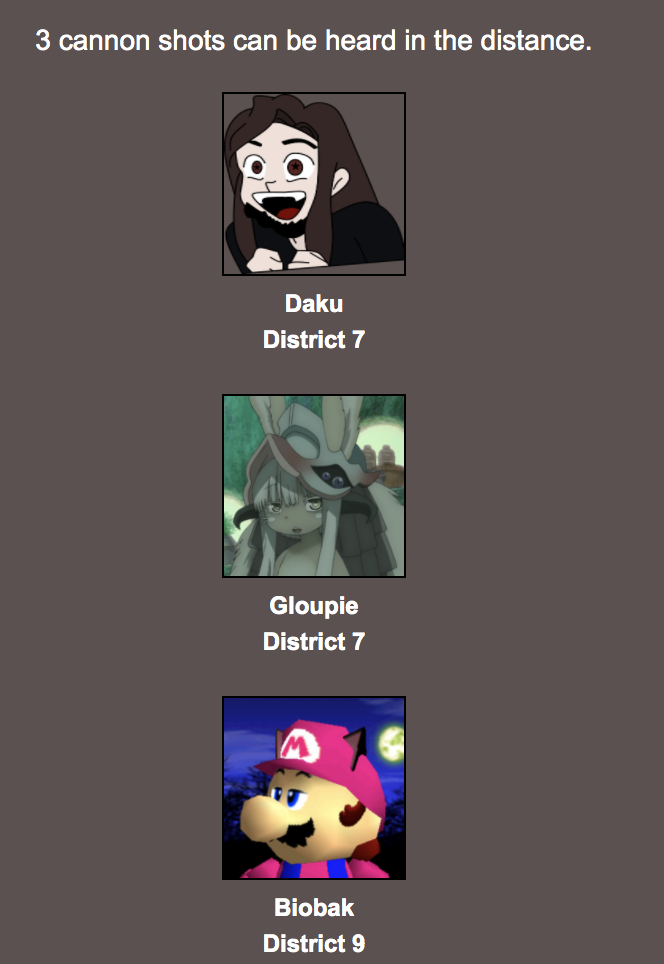 3 cannon shots can be heard in the distance.
Daku
District 7
Gloupie
District 7
M
Biobak
District 9